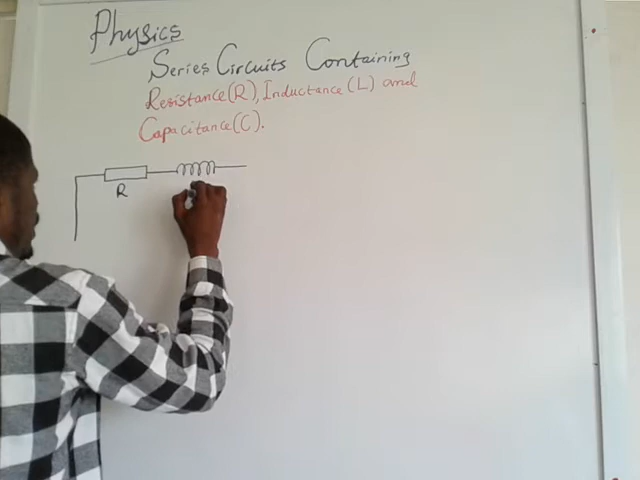 Physics
Series Circuits Containing
Resistance(R), Inductance (L) and
Capacitance(C).
R